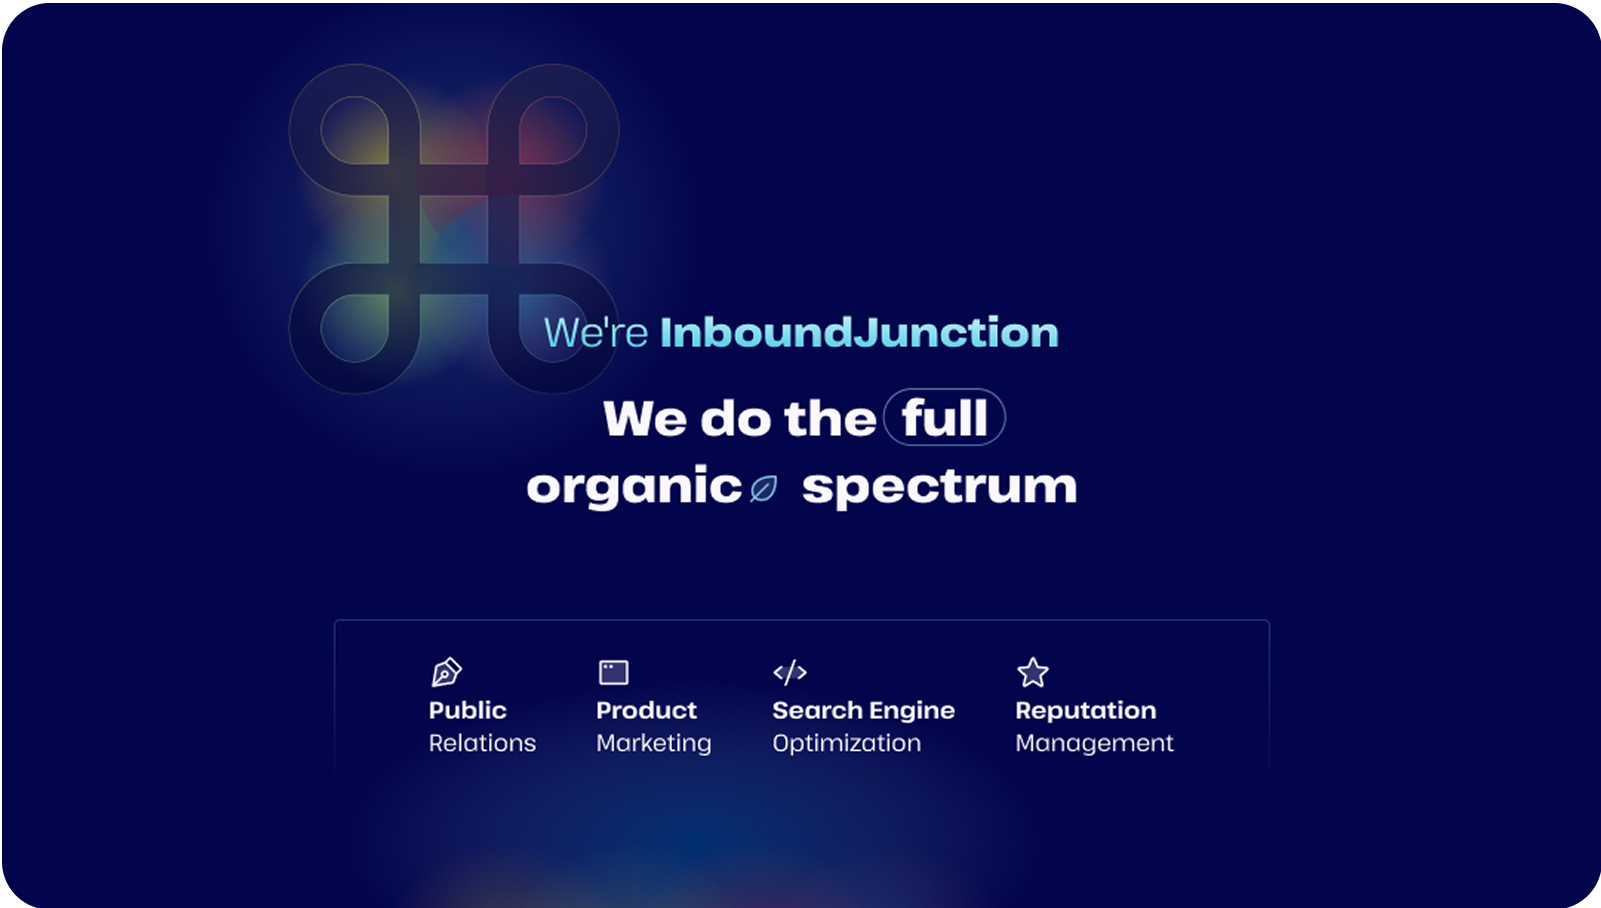 We're InboundJunction
We do the full
organic spectrum
Public
Relations
Product
Marketing
Search Engine
Optimization
Reputation
Management